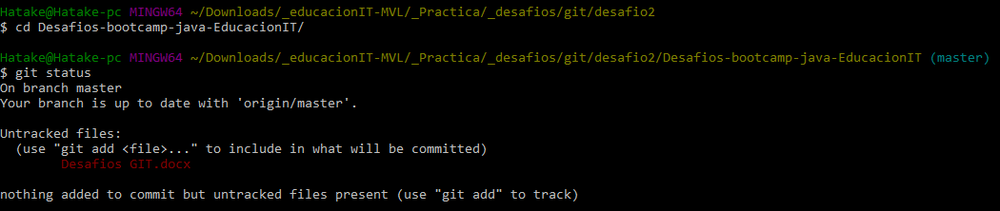 Hatake@Hatake-pc MINGW64 ~/Downloads/_educacionIT-MVL/_Practica/_desafios/git/desafio2
$ cd Desafios-bootcamp-java-EducacionIT/
Hatake@Hatake-pc MINGW64 ~/Downloads/_educacionIT-MVL/_Practica/_desafios/git/desafio2/Desafios-bootcamp-java-EducacionIT (master)
$ git status
On branch master
Your branch is up to date with 'origin/master'.
Untracked files:
  (use "git add <file>..." to include in what will be committed)
        Desafios GIT.docx
nothing added to commit but untracked files present (use "git add" to track)